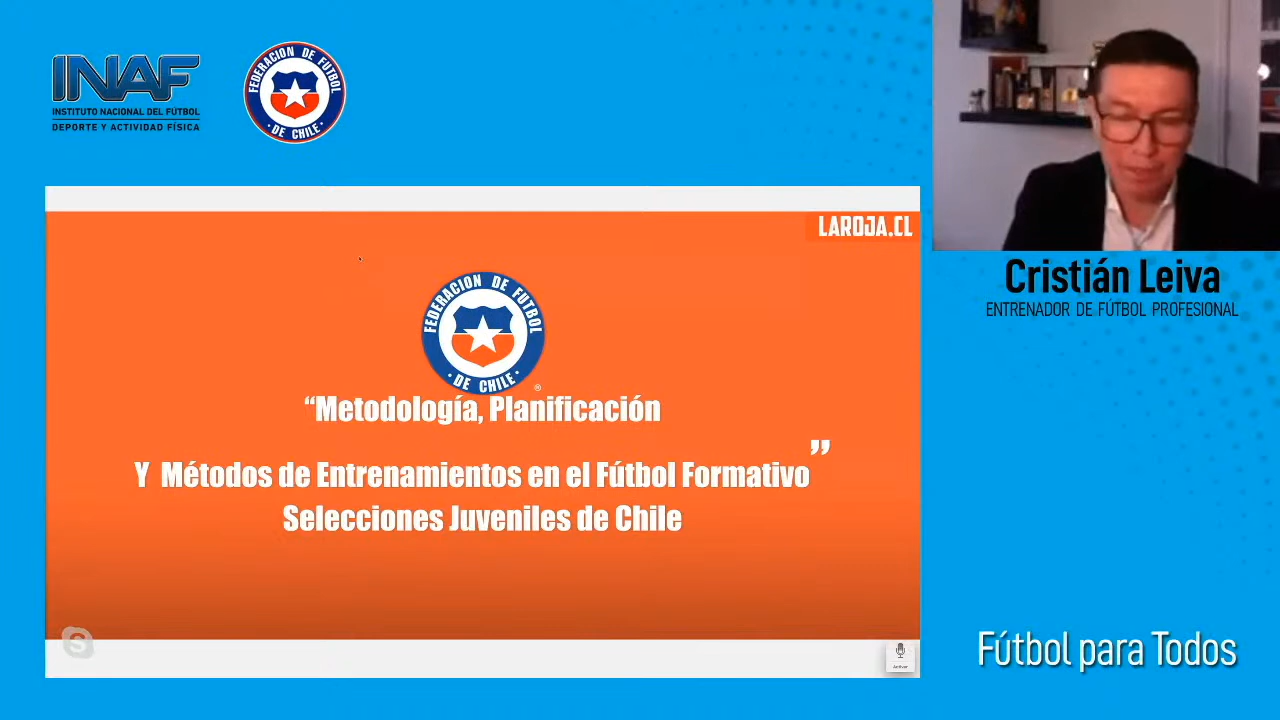 INAF
INSTITUTO NACIONAL DEL FÚTBOL
DEPORTE Y ACTIVIDAD FÍSICA
FEDERACION DE FUTBOL
DE CHILE
LAROJA.CL
FEDERACION DE FUTBOL
DE CHILE
®
“Metodología, Planificación
Y Métodos de Entrenamientos en el Fútbol Formativo”
Selecciones Juveniles de Chile
S
Activar
Cristián Leiva
ENTRENADOR DE FÚTBOL PROFESIONAL
Fútbol para Todos